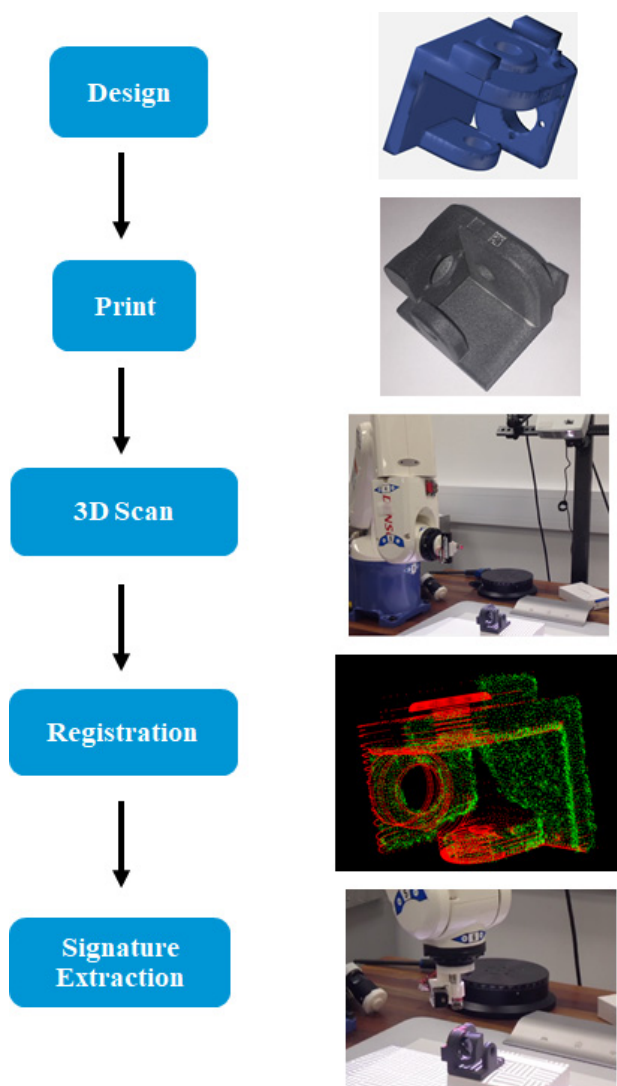 Design
Print
3D Scan
Registration
Signature
Extraction